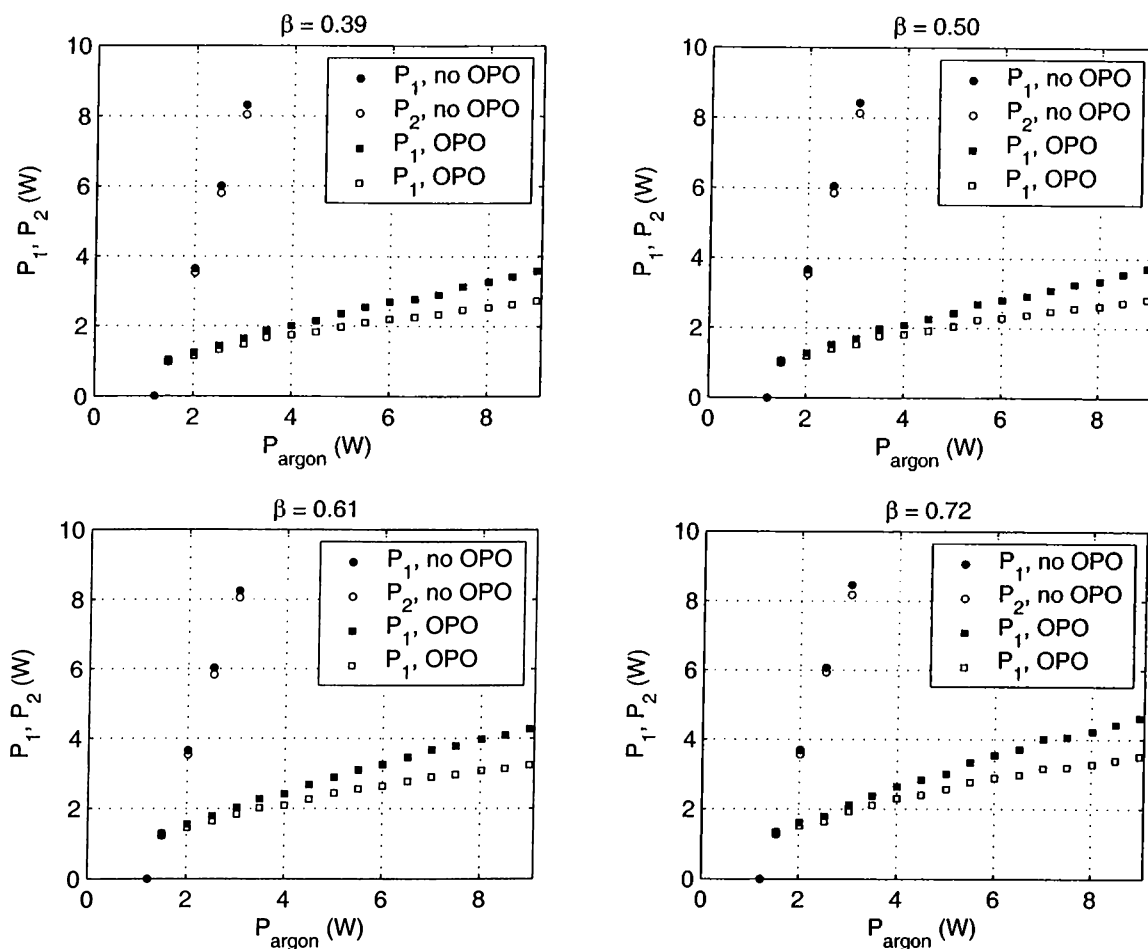 β = 0.39
10
8
6
4
2
0
P1, P2 (W)
P1, no OPO
P2, no OPO
P1, OPO
P1, OPO
0 2 4 6 8
Pargon (W)
β = 0.50
10
8
6
4
2
0
P1, P2 (W)
P1, no OPO
P2, no OPO
P1, OPO
P1, OPO
0 2 4 6 8
Pargon (W)
β = 0.61
10
8
6
4
2
0
P1, P2 (W)
P1, no OPO
P2, no OPO
P1, OPO
P1, OPO
0 2 4 6 8
Pargon (W)
β = 0.72
10
8
6
4
2
0
P1, P2 (W)
P1, no OPO
P2, no OPO
P1, OPO
P1, OPO
0 2 4 6 8
Pargon (W)